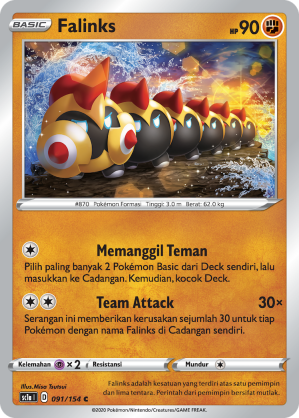 BASIC Falinks HP 90
#870 Pokémon Formasi Tinggi: 3.0 m Berat: 62.0 kg
Memanggil Teman
Pilih paling banyak 2 Pokémon Basic dari Deck sendiri, lalu
masukkan ke Cadangan. Kemudian, kocok Deck.
Team Attack 30×
Serangan ini memberikan kerusakan sejumlah 30 untuk tiap
Pokémon dengan nama Falinks di Cadangan sendiri.
Kelemahan ×2 Resistansi Mundur
Illus. Misa Tsutsui
sc1a I D 091/154 C
Falinks adalah kesatuan yang terdiri atas satu pemimpin
dan lima tentara. Perintah dari pemimpin bersifat absolut.
©2020 Pokémon/Nintendo/Creatures/GAME FREAK.